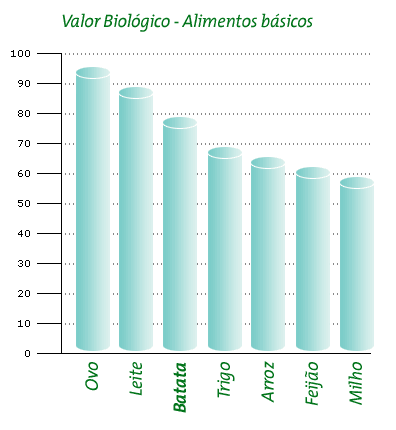 Valor Biológico - Alimentos básicos
100
90
80
70
60
50
40
30
20
10
0
Ovo
Leite
Batata
Trigo
Arroz
Feijão
Milho